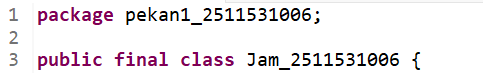 1 package pekan1_2511531006;
2
3 public final class Jam_2511531006 {